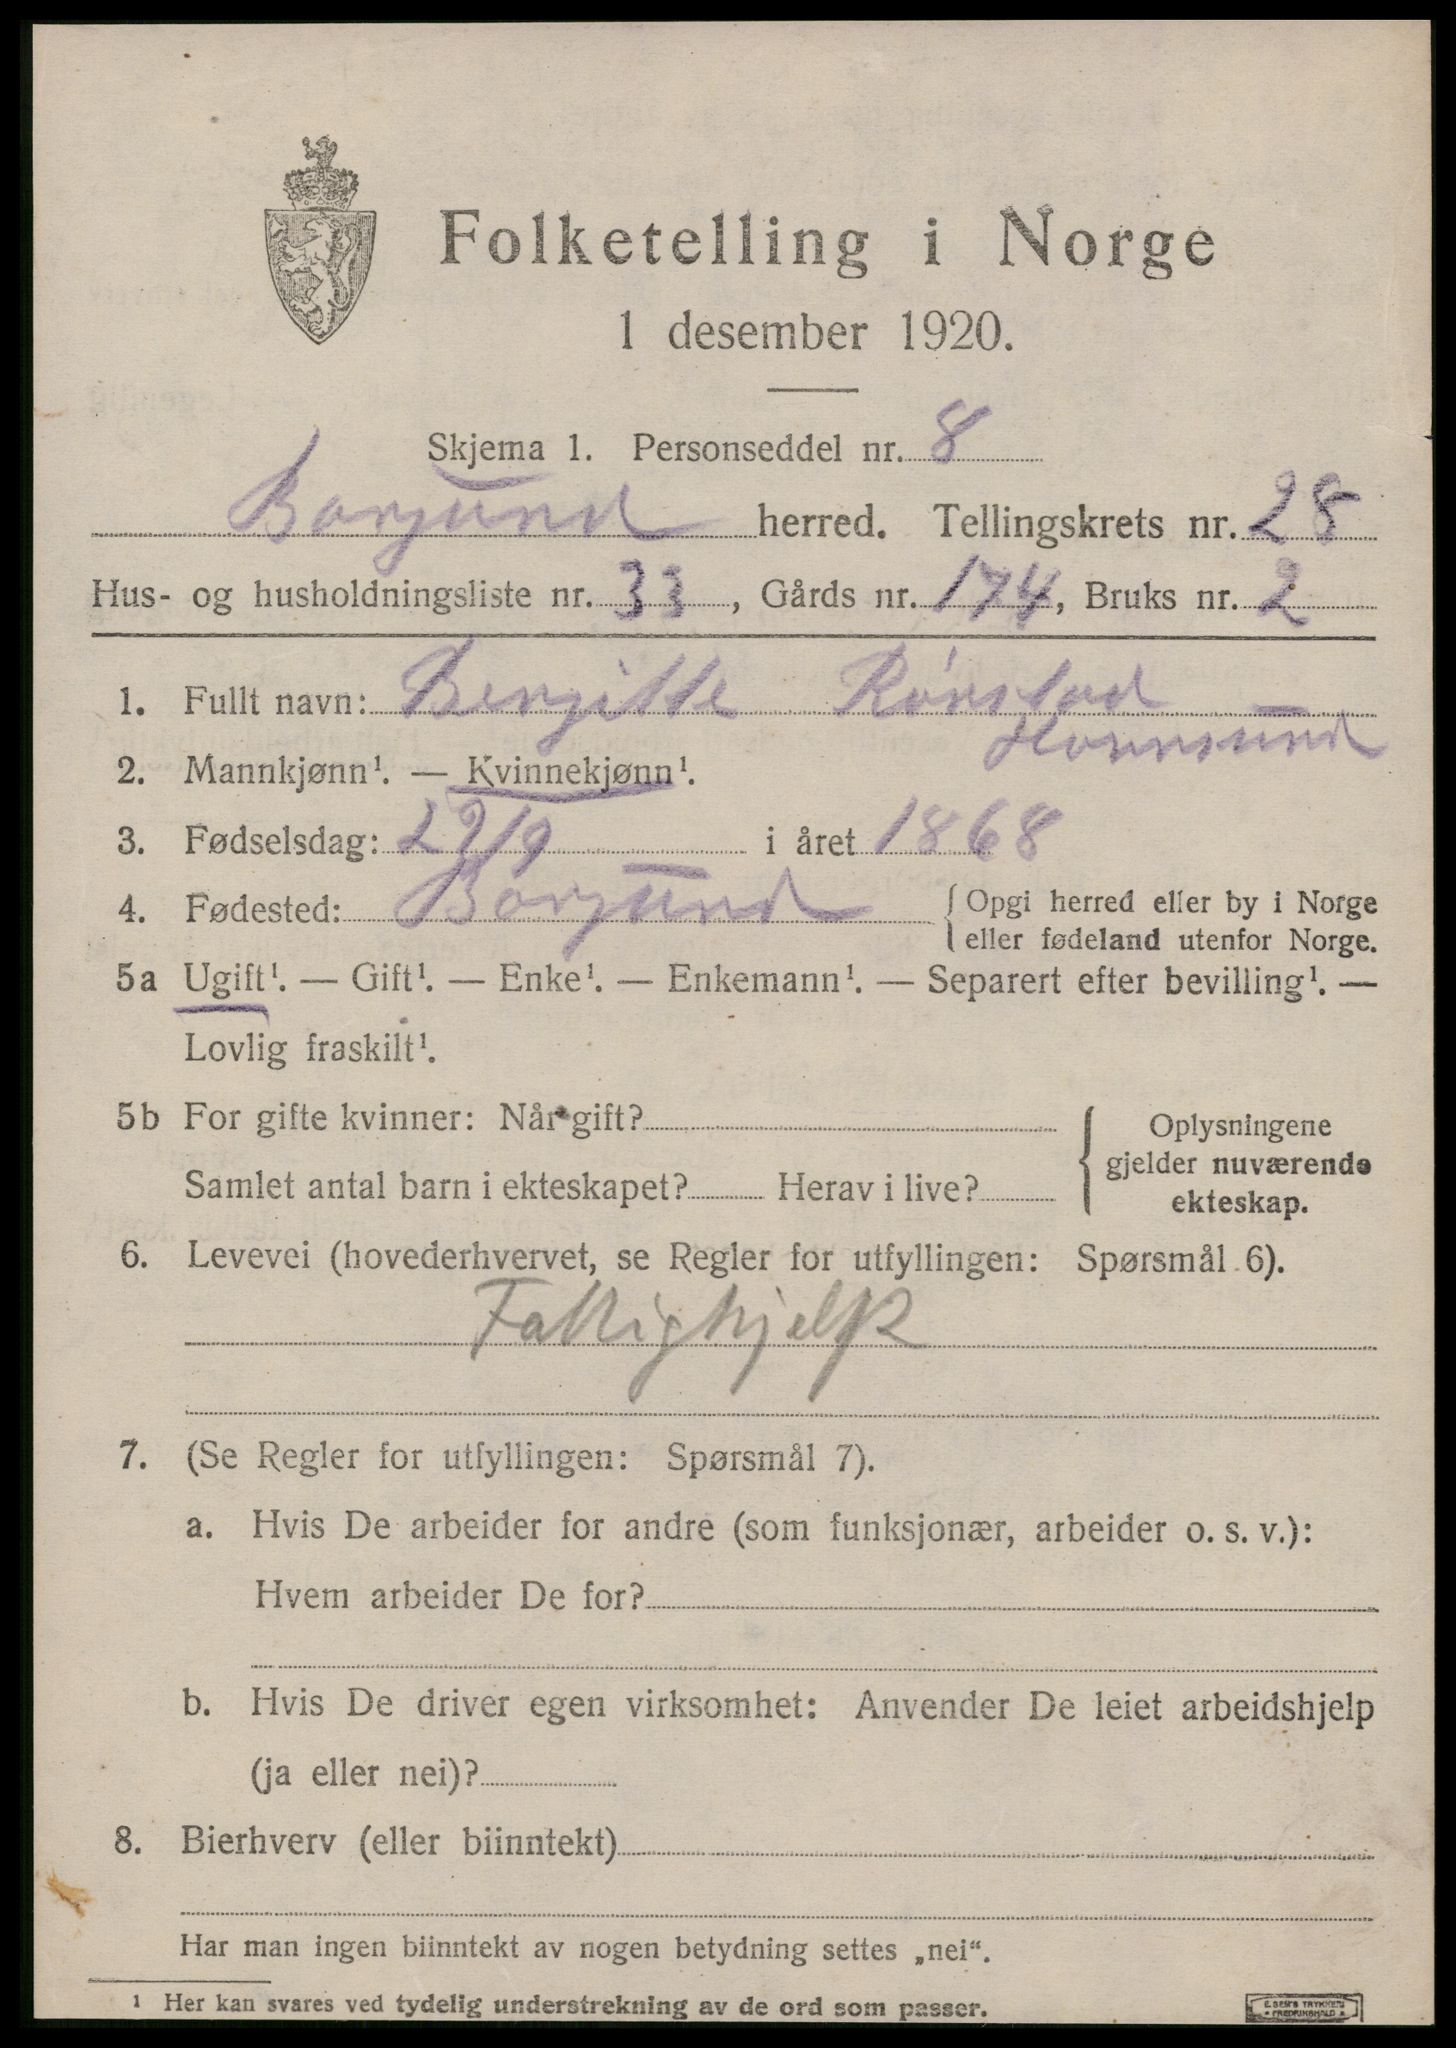 Folketelling i Norge
1 desember 1920.
Skjema 1. Personseddel nr. 8
Borgund herred. Tellingskrets nr. 28
Hus- og husholdningsliste nr. 33, Gårds nr. 174, Bruks nr. 2
1. Fullt navn: Bergitte Rørstad
2. Mannkjønn¹. — Kvinnekjønn¹.
3. Fødselsdag: 29/9 i året 1868
4. Fødested: Borgund {Opgi herred eller by i Norge
eller fødeland utenfor Norge.
5a Ugift¹. — Gift¹. — Enke¹. — Enkemann¹. — Separert efter bevilling¹. —
Lovlig fraskilt¹.
5b For gifte kvinner: Når gift?
Samlet antal barn i ekteskapet? Herav i live?
Oplysningene
gjelder nuværende
ekteskap.
6. Levevei (hovederhvervet, se Regler for utfyllingen: Spørsmål 6).
Fattighjelp
7. (Se Regler for utfyllingen: Spørsmål 7).
a. Hvis De arbeider for andre (som funksjonær, arbeider o. s. v.):
Hvem arbeider De for?
b. Hvis De driver egen virksomhet: Anvender De leiet arbeidshjelp
(ja eller nei)?
8. Bierhverv (eller biinntekt)
Har man ingen biinntekt av nogen betydning settes „nei“.
¹ Her kan svares ved tydelig understrekning av de ord som passer.
E. SEM'S TRYKKERI
FREDRIKSHALD